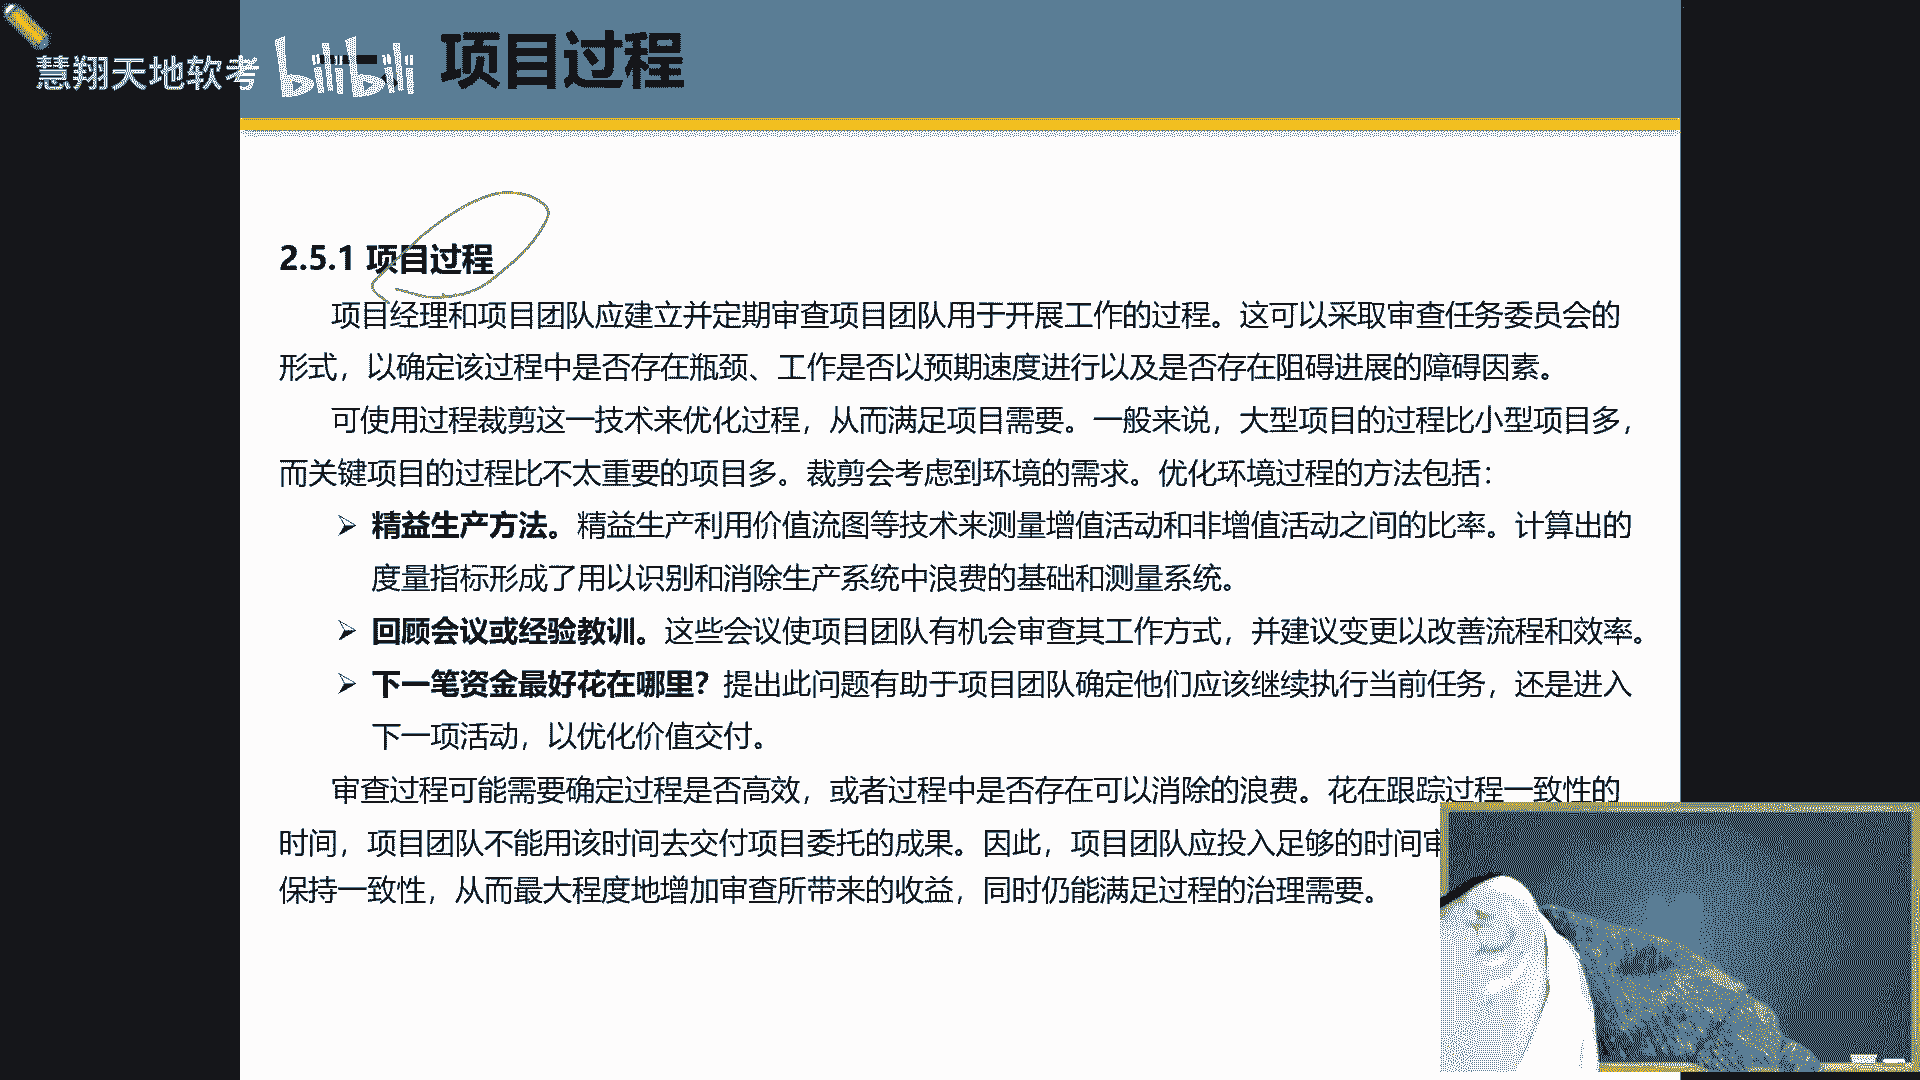 慧翔天地软考 bilibili 一、项目过程
2.5.1 项目过程
项目经理和项目团队应建立并定期审查项目团队用于开展工作的过程。这可以采取审查任务委员会的
形式，以确定该过程中是否存在瓶颈、工作是否以预期速度进行以及是否存在阻碍进展的障碍因素。
可使用过程裁剪这一技术来优化过程，从而满足项目需要。一般来说，大型项目的过程比小型项目多，
而关键项目的过程比不太重要的项目多。裁剪会考虑到环境的需求。优化环境过程的方法包括：
➢ 精益生产方法。精益生产利用价值流图等技术来测量增值活动和非增值活动之间的比率。计算出的
度量指标形成了用以识别和消除生产系统中浪费的基础和测量系统。
➢ 回顾会议或经验教训。这些会议使项目团队有机会审查其工作方式，并建议变更以改善流程和效率。
➢ 下一笔资金最好花在哪里？提出此问题有助于项目团队确定他们应该继续执行当前任务，还是进入
下一项活动，以优化价值交付。
审查过程可能需要确定过程是否高效，或者过程中是否存在可以消除的浪费。花在跟踪过程一致性的
时间，项目团队不能用该时间去交付项目委托的成果。因此，项目团队应投入足够的时间审
保持一致性，从而最大程度地增加审查所带来的收益，同时仍能满足过程的治理需要。